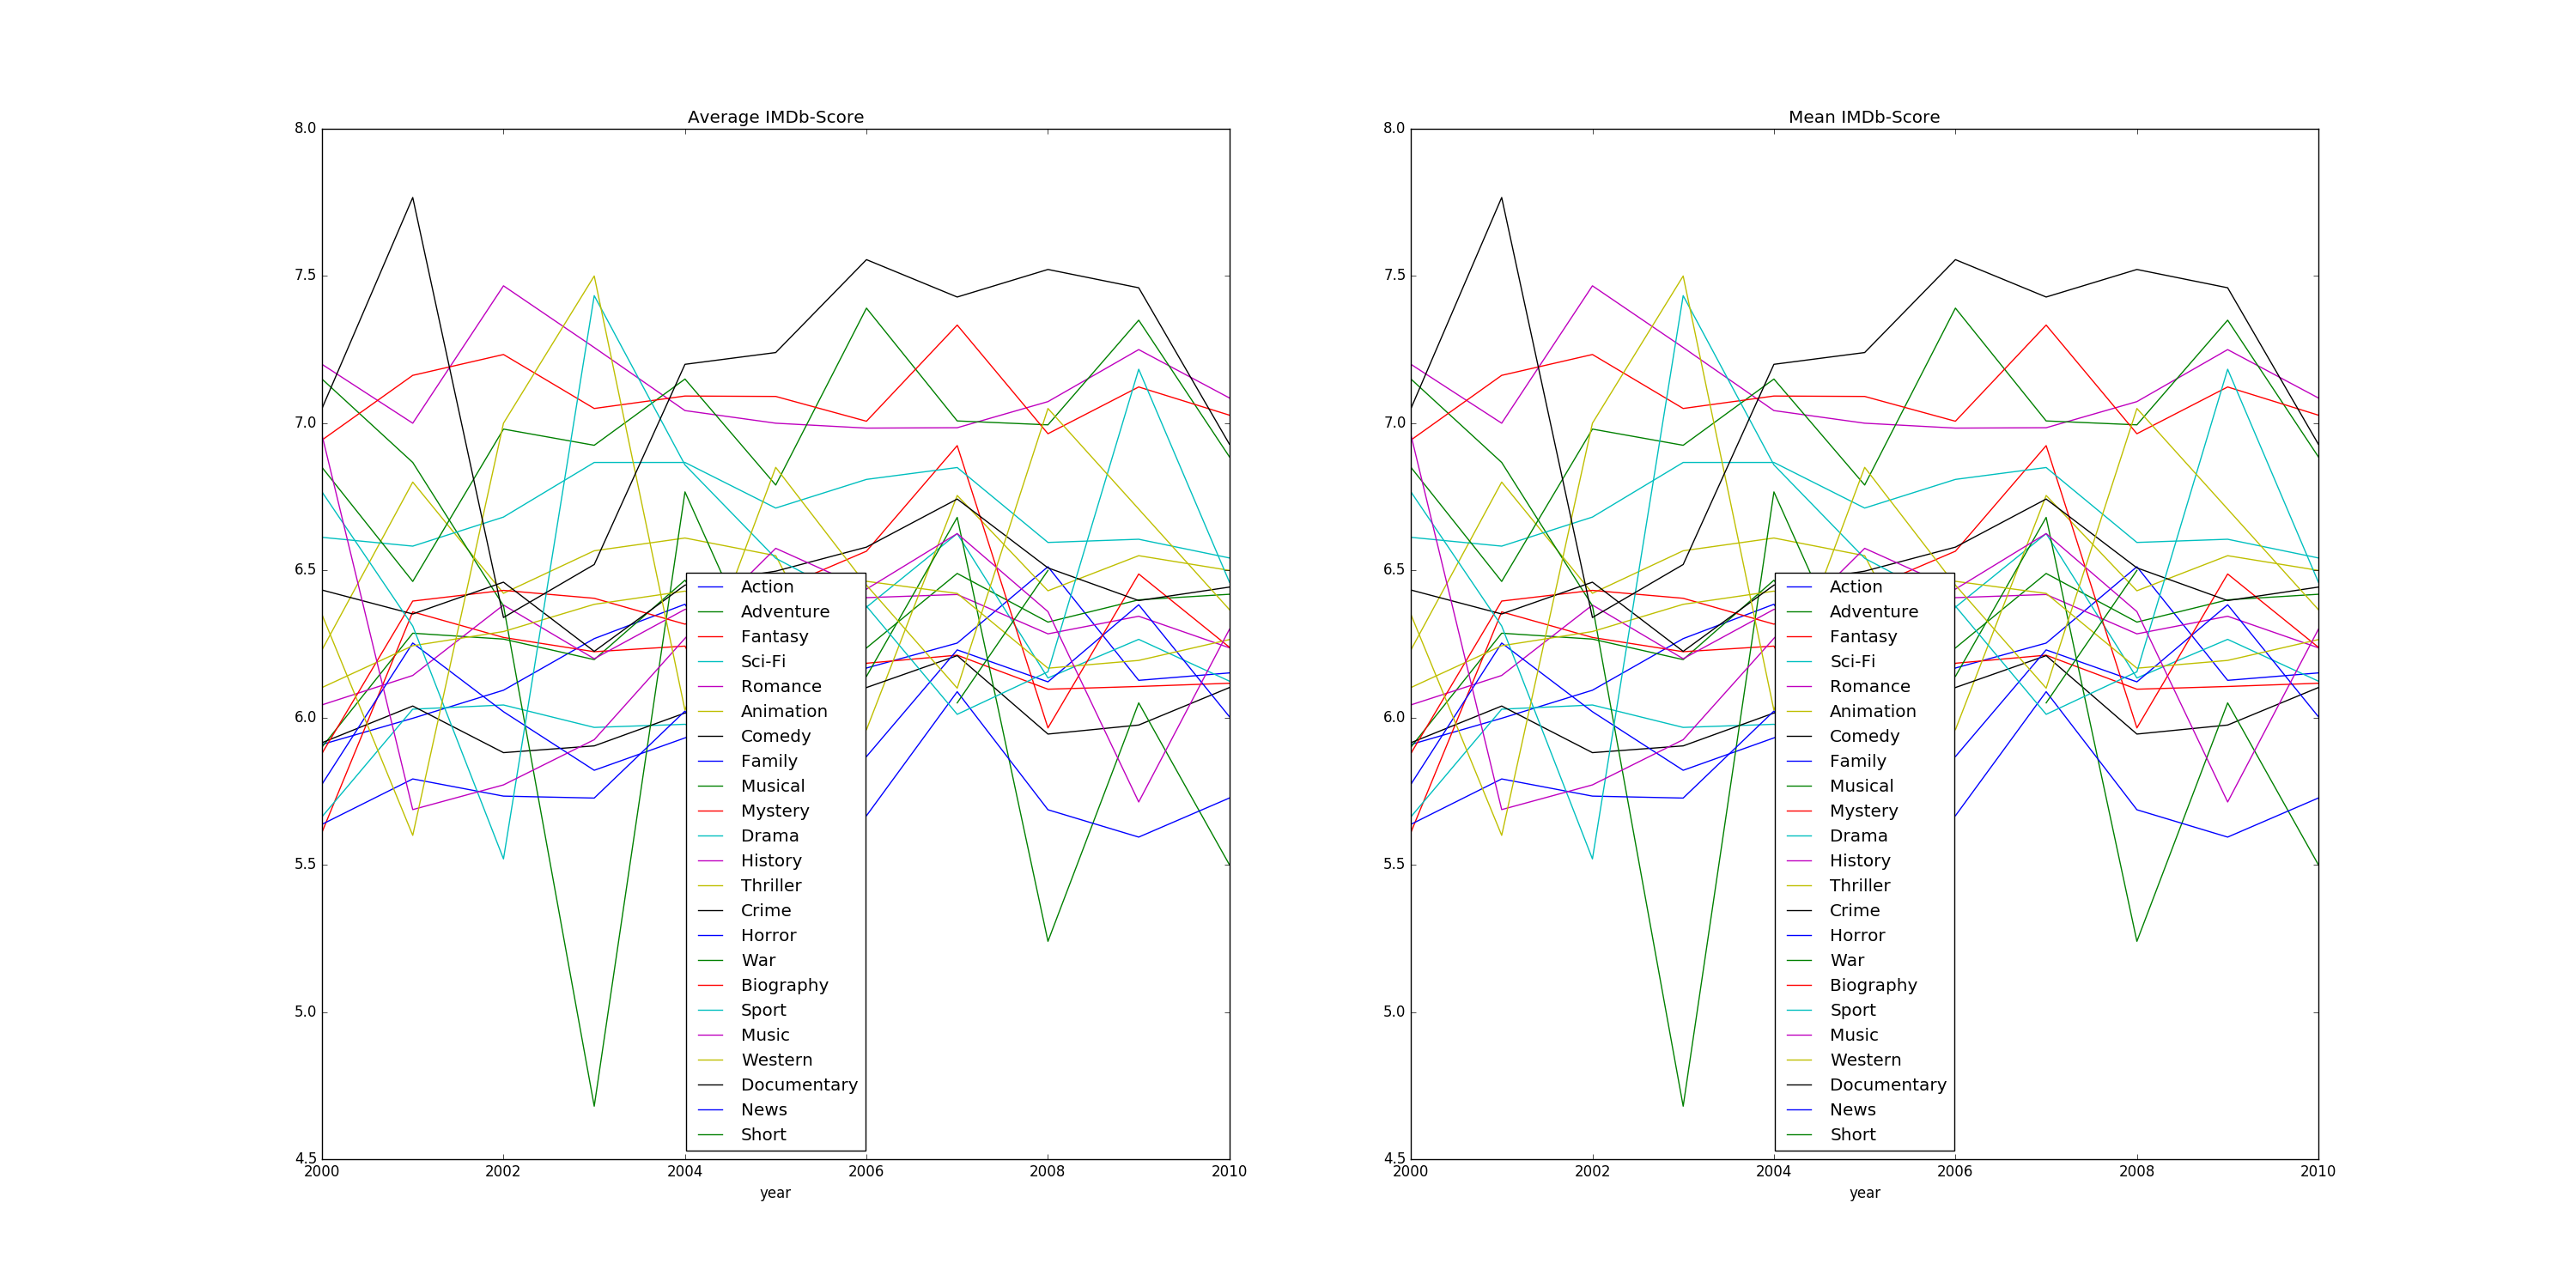 Average IMDb-Score
8.0
7.5
7.0
6.5
6.0
5.5
5.0
4.5
Action
Adventure
Fantasy
Sci-Fi
Romance
Animation
Comedy
Family
Musical
Mystery
Drama
History
Thriller
Crime
Horror
War
Biography
Sport
Music
Western
Documentary
News
Short
2000 2002 2004 2006 2008 2010
year
Mean IMDb-Score
8.0
7.5
7.0
6.5
6.0
5.5
5.0
4.5
Action
Adventure
Fantasy
Sci-Fi
Romance
Animation
Comedy
Family
Musical
Mystery
Drama
History
Thriller
Crime
Horror
War
Biography
Sport
Music
Western
Documentary
News
Short
2000 2002 2004 2006 2008 2010
year